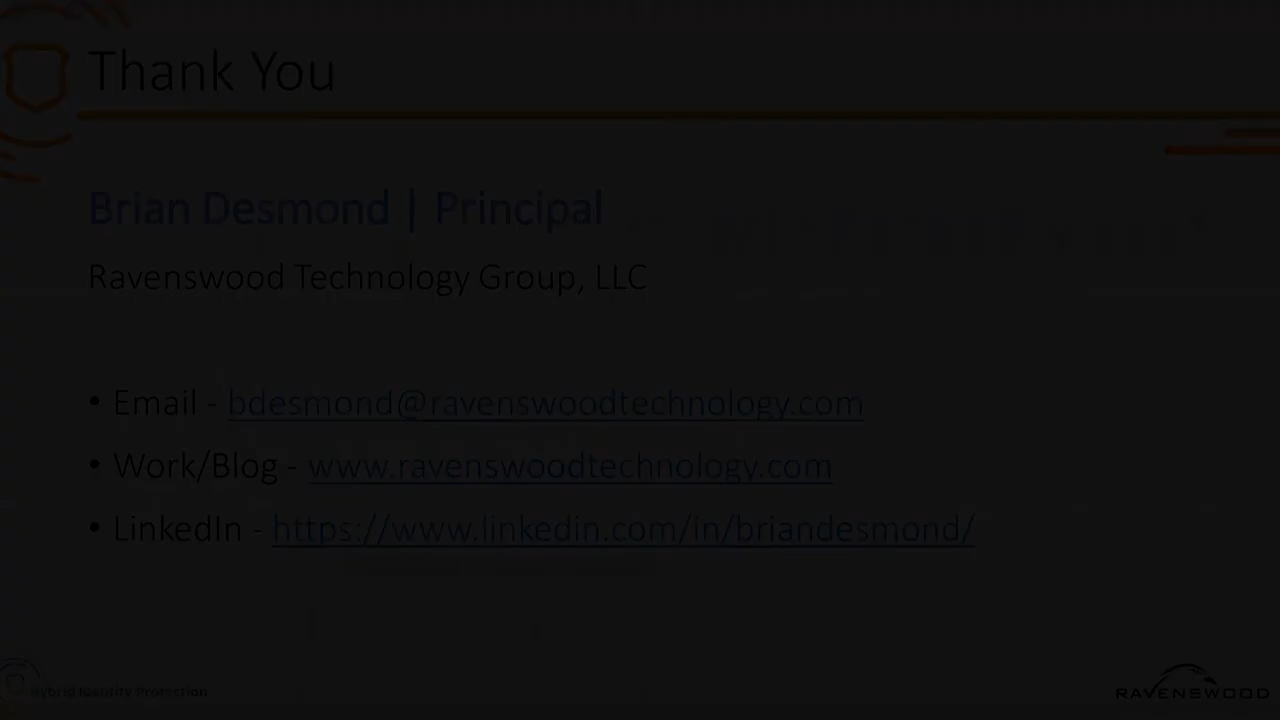 Thank You
Brian Desmond | Principal
Ravenswood Technology Group, LLC
• Email - bdesmond@ravenswoodtechnology.com
• Work/Blog - www.ravenswoodtechnology.com
• LinkedIn - https://www.linkedin.com/in/briandesmond/
Hybrid Identity Protection
RAVENSWOOD